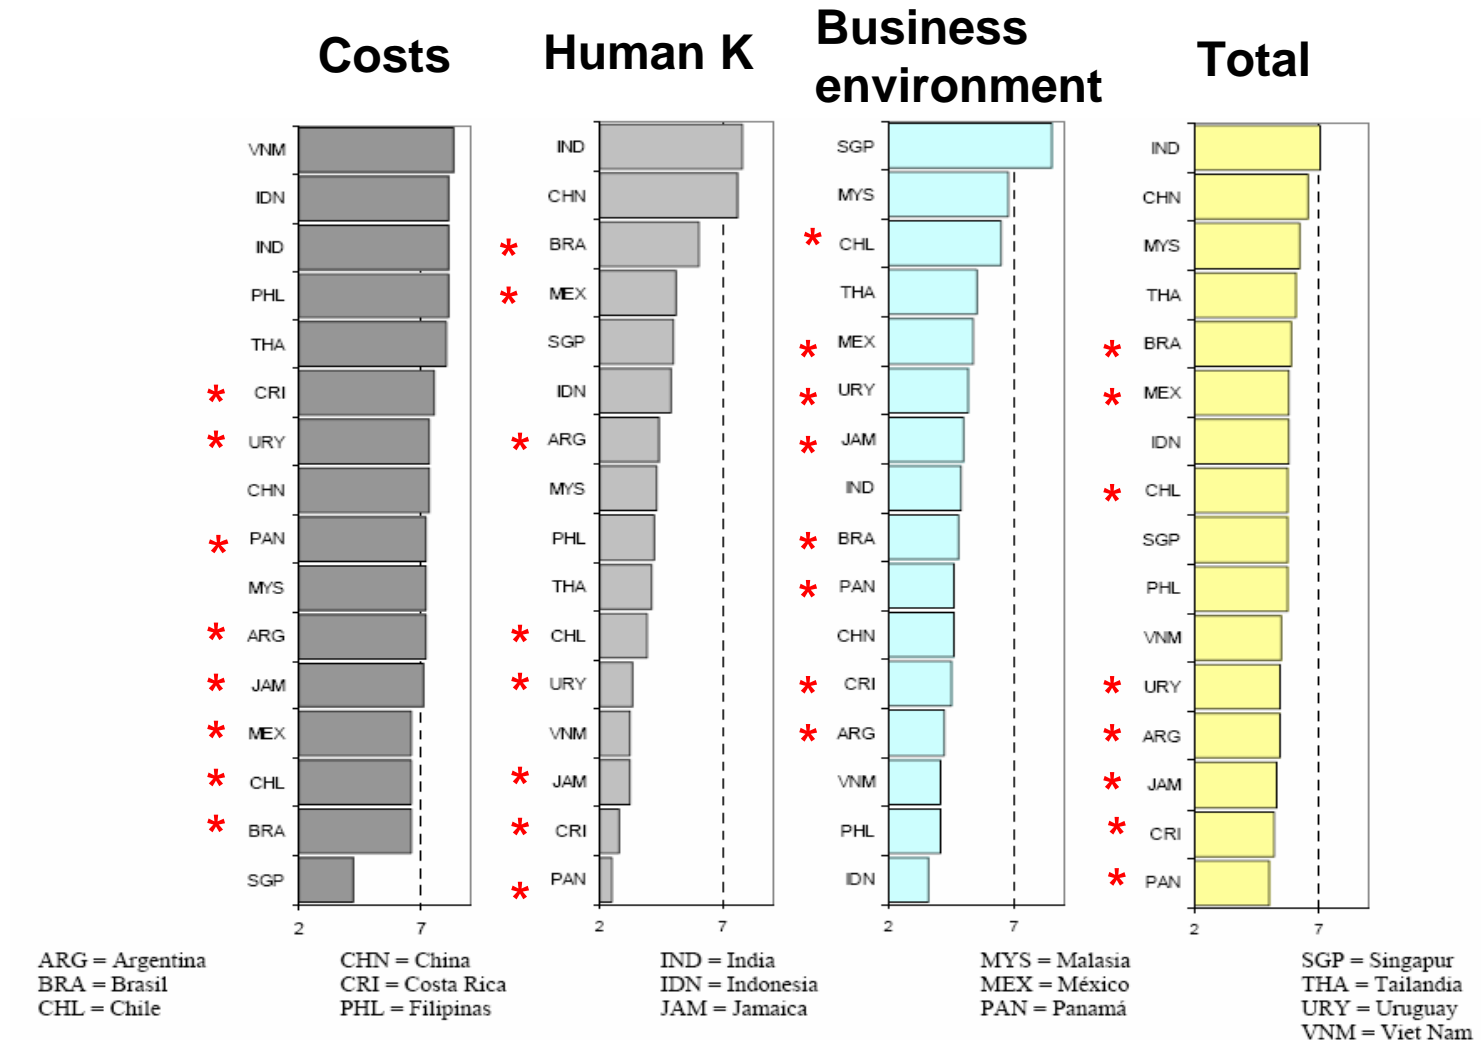 Costs
Human K
Business
environment
Total
VNM
IDN
IND
PHL
THA
* CRI
* URY
CHN
* PAN
MYS
* ARG
* JAM
* MEX
* CHL
* BRA
SGP
2 7
IND
CHN
* BRA
* MEX
SGP
IDN
* ARG
MYS
PHL
THA
* CHL
* URY
VNM
* JAM
* CRI
* PAN
2 7
SGP
MYS
* CHL
THA
* MEX
* URY
* JAM
IND
* BRA
* PAN
CHN
* CRI
* ARG
VNM
PHL
IDN
2 7
IND
CHN
MYS
THA
* BRA
* MEX
IDN
* CHL
SGP
PHL
VNM
* URY
* ARG
* JAM
* CRI
* PAN
2 7
ARG = Argentina
BRA = Brasil
CHL = Chile
CHN = China
CRI = Costa Rica
PHL = Filipinas
IND = India
IDN = Indonesia
JAM = Jamaica
MYS = Malasia
MEX = México
PAN = Panamá
SGP = Singapur
THA = Tailandia
URY = Uruguay
VNM = Viet Nam